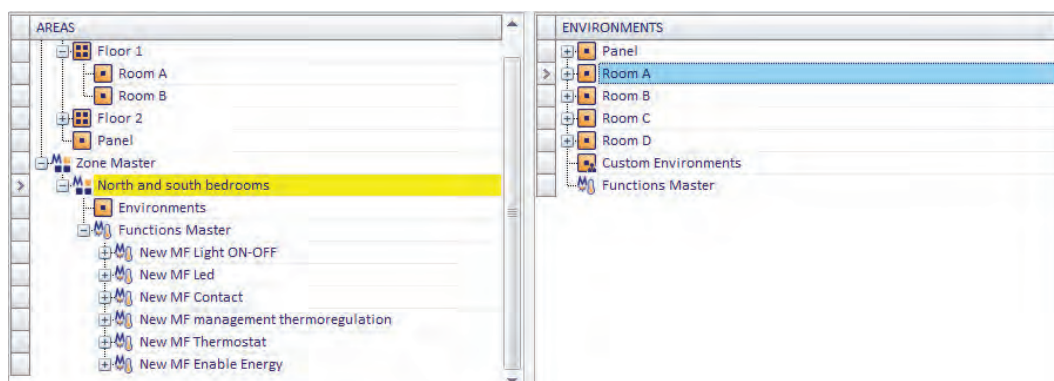 AREAS
Floor 1
Room A
Room B
Floor 2
Panel
Zone Master
North and south bedrooms
Environments
Functions Master
New MF Light ON-OFF
New MF Led
New MF Contact
New MF management thermoregulation
New MF Thermostat
New MF Enable Energy
ENVIRONMENTS
Panel
Room A
Room B
Room C
Room D
Custom Environments
Functions Master